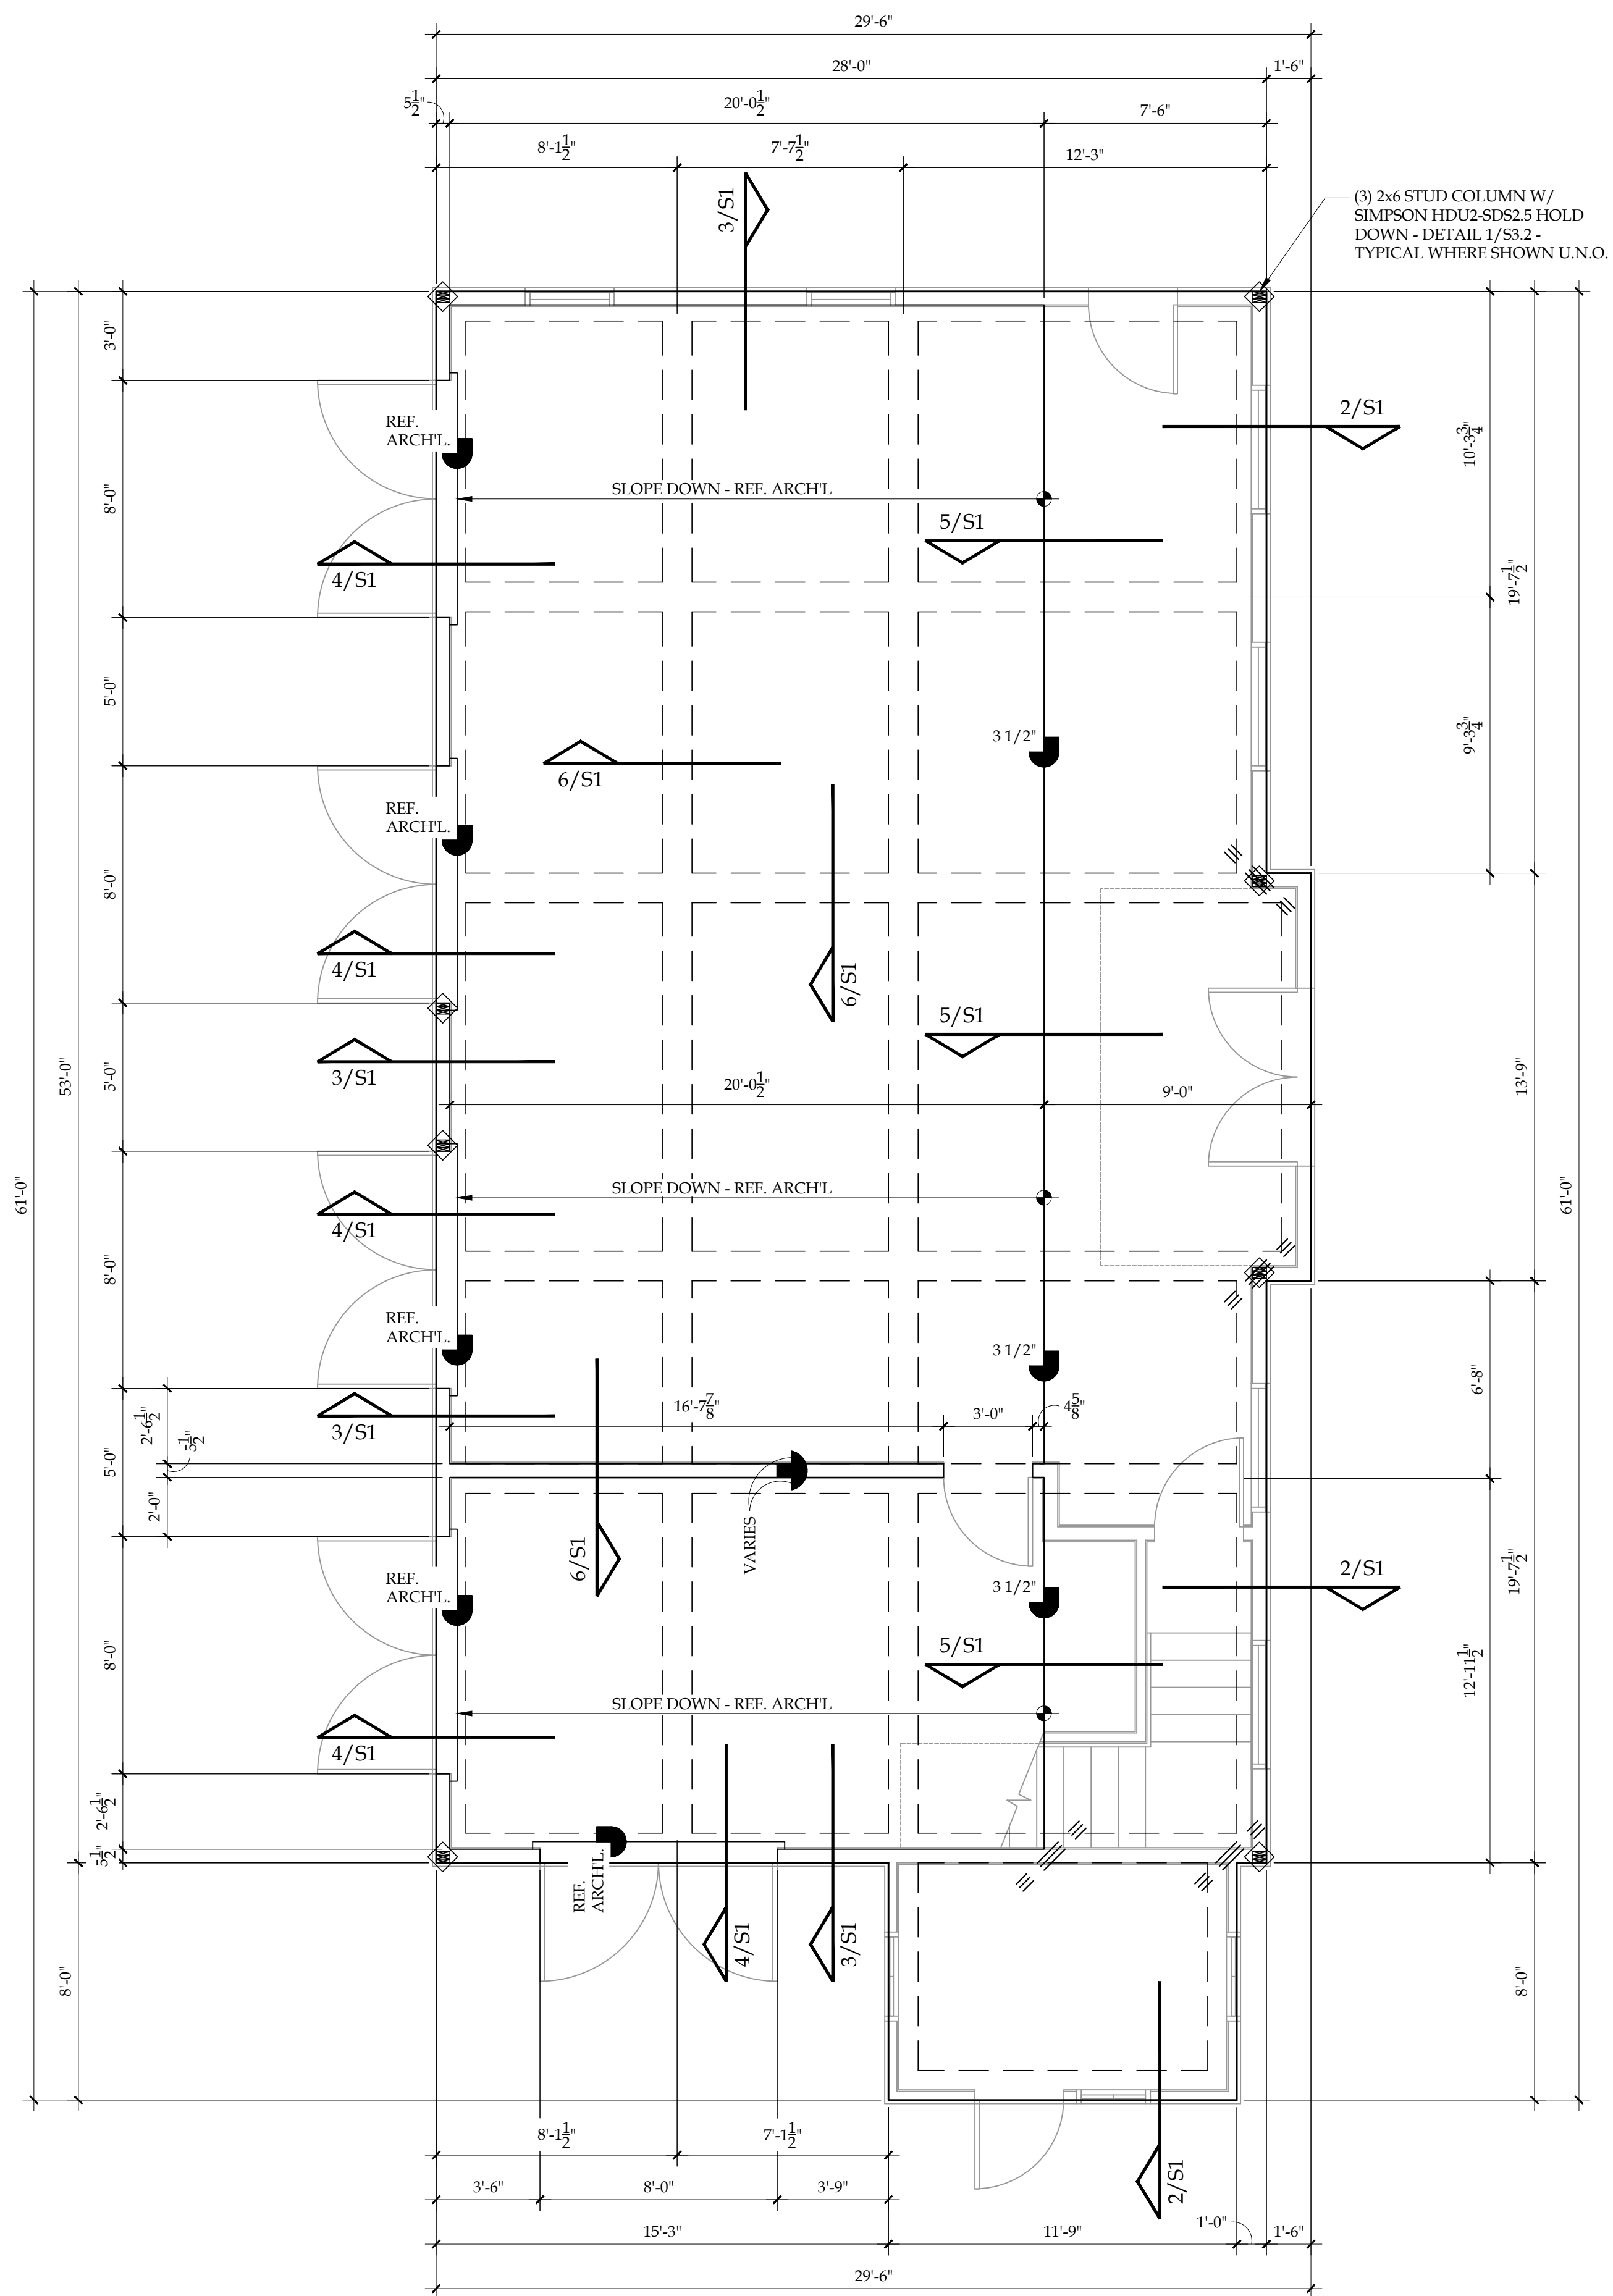 29'-6"
28'-0"
1'-6"
5 1/2"
20'-0 1/2"
7'-6"
8'-1 1/2"
7'-7 1/2"
12'-3"
3/S1
(3) 2x6 STUD COLUMN W/
SIMPSON HDU2-SDS2.5 HOLD
DOWN - DETAIL 1/S3.2 -
TYPICAL WHERE SHOWN U.N.O.
3'-0"
2/S1
REF.
ARCH'L.
10'-3 3/4"
8'-0"
SLOPE DOWN - REF. ARCH'L
5/S1
4/S1
19'-7 1/2"
5'-0"
3 1/2"
9'-3 3/4"
6/S1
REF.
ARCH'L.
8'-0"
4/S1
6/S1
5/S1
53'-0"
5'-0"
3/S1
20'-0 1/2"
9'-0"
13'-9"
61'-0"
61'-0"
SLOPE DOWN - REF. ARCH'L
4/S1
8'-0"
REF.
ARCH'L.
3 1/2"
6'-8"
16'-7 7/8"
3'-0"
4 5/8"
3/S1
2'-6 1/2"
5 1/2"
5'-0"
2'-0"
VARIES
6/S1
2/S1
19'-7 1/2"
REF.
ARCH'L.
3 1/2"
5/S1
8'-0"
12'-11 1/2"
SLOPE DOWN - REF. ARCH'L
4/S1
2'-6 1/2"
5 1/2"
REF.
ARCH'L.
4/S1
3/S1
8'-0"
8'-0"
8'-1 1/2"
7'-1 1/2"
2/S1
3'-6"
8'-0"
3'-9"
15'-3"
11'-9"
1'-0"
1'-6"
29'-6"